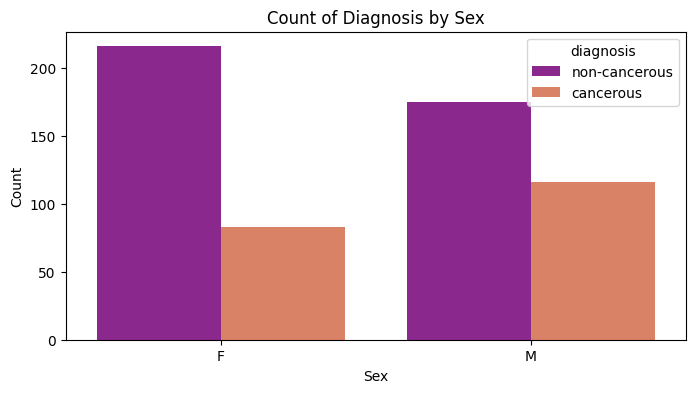 Count of Diagnosis by Sex
diagnosis
non-cancerous
cancerous
Count
200
150
100
50
0
F
M
Sex